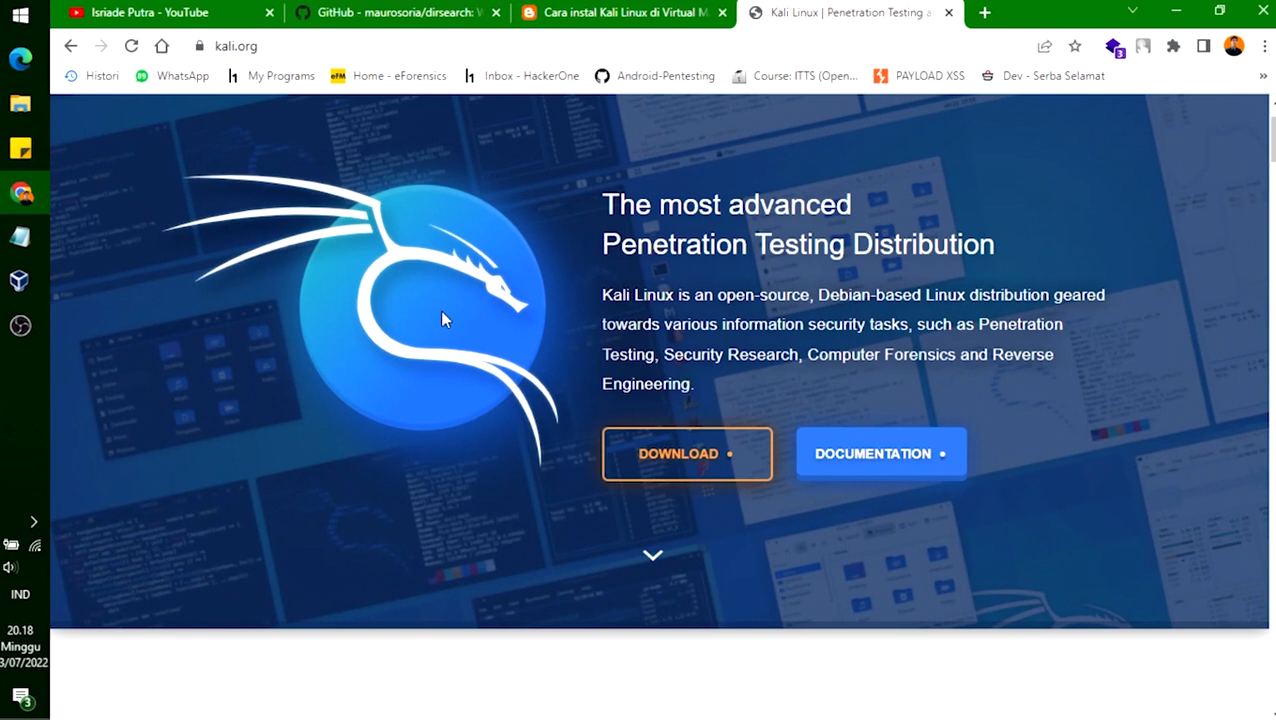 Isriade Putra - YouTube
GitHub - maurosoria/dirsearch: W
Cara instal Kali Linux di Virtual M
Kali Linux | Penetration Testing a
kali.org
Histori
WhatsApp
My Programs
eFM
Home - eForensics
Inbox - HackerOne
Android-Pentesting
Course: ITTS (Open...
PAYLOAD XSS
Dev - Serba Selamat
»
3
The most advanced
Penetration Testing Distribution
Kali Linux is an open-source, Debian-based Linux distribution geared
towards various information security tasks, such as Penetration
Testing, Security Research, Computer Forensics and Reverse
Engineering.
DOWNLOAD •
DOCUMENTATION •
IND
20.18
Minggu
3/07/2022
3